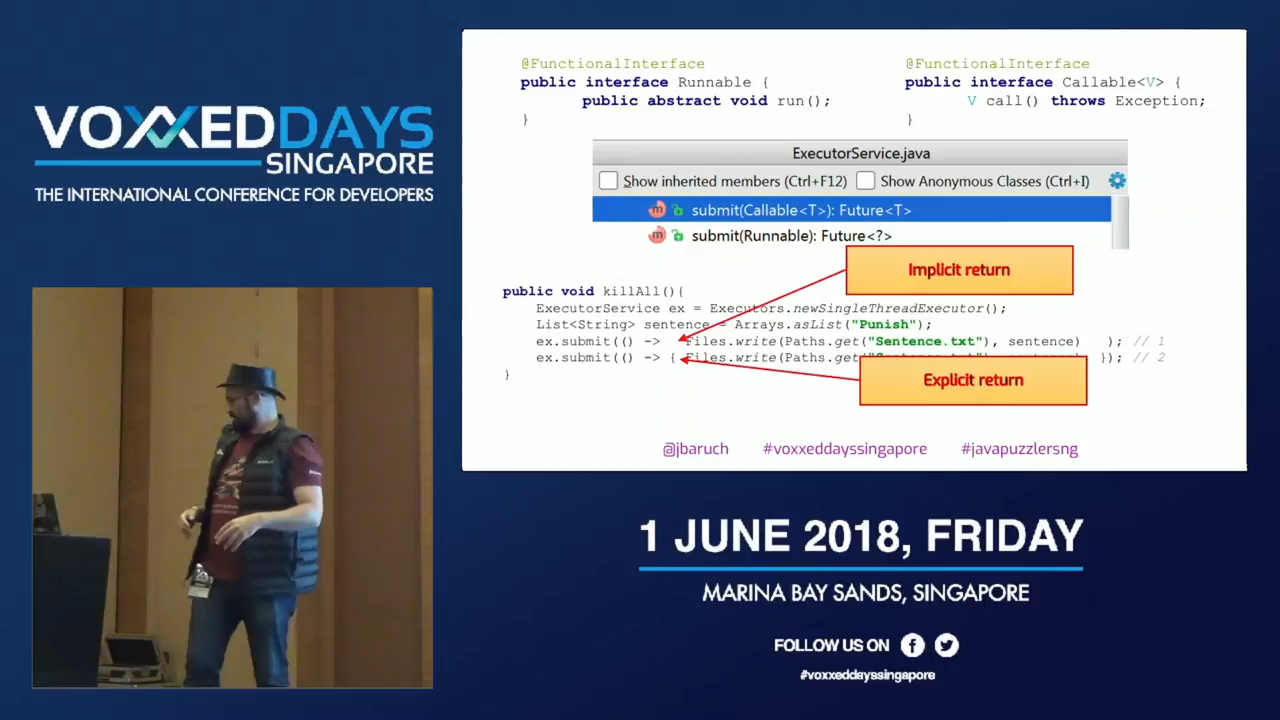 VOXXEDDAYS
SINGAPORE
THE INTERNATIONAL CONFERENCE FOR DEVELOPERS
@FunctionalInterface
public interface Runnable {
public abstract void run();
}
@FunctionalInterface
public interface Callable<V> {
V call() throws Exception;
}
ExecutorService.java
Show inherited members (Ctrl+F12)
Show Anonymous Classes (Ctrl+I)
m submit(Callable<T>): Future<T>
m submit(Runnable): Future<?>
Implicit return
public void killAll(){
ExecutorService ex = Executors.newSingleThreadExecutor();
List<String> sentence = Arrays.asList("Punish");
ex.submit(() -> Files.write(Paths.get("Sentence.txt"), sentence) ); // 1
ex.submit(() -> { Files.write(Paths.get }); // 2
}
Explicit return
@jbaruch #voxxeddayssingapore #javapuzzlersng
1 JUNE 2018, FRIDAY
MARINA BAY SANDS, SINGAPORE
FOLLOW US ON
#voxxeddayssingapore